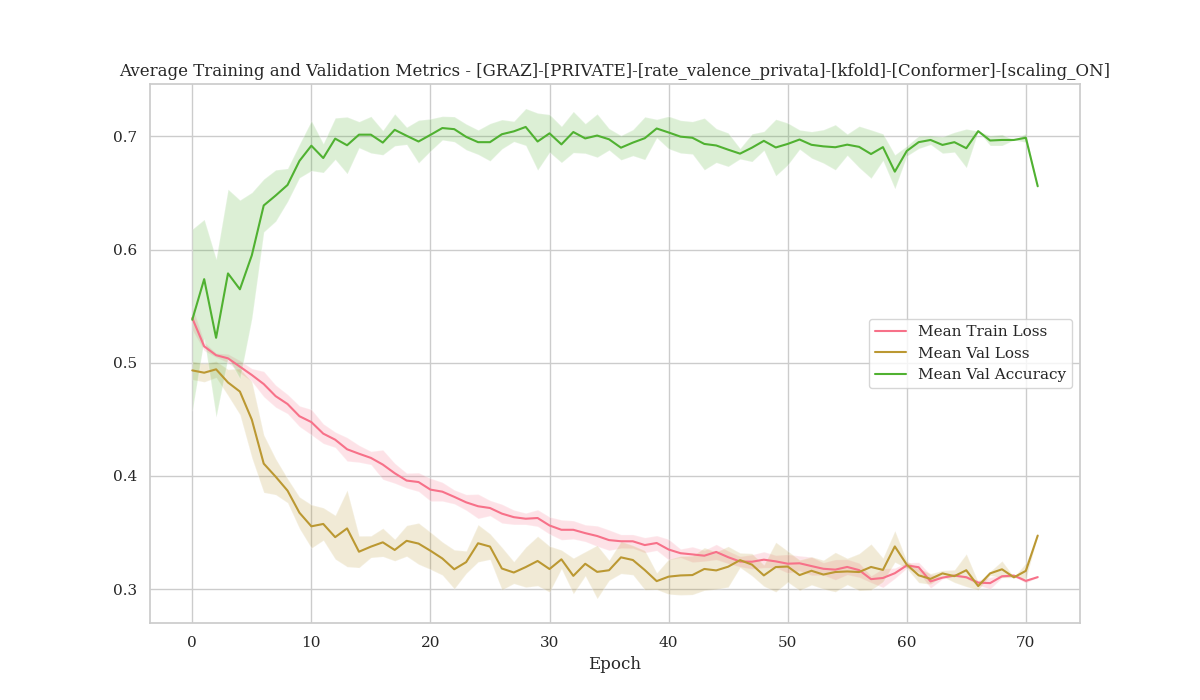 Average Training and Validation Metrics - [GRAZ]-[PRIVATE]-[rate_valence_privata]-[kfold]-[Conformer]-[scaling_ON]
0.7
0.6
0.5
0.4
0.3
Mean Train Loss
Mean Val Loss
Mean Val Accuracy
0 10 20 30 40 50 60 70
Epoch